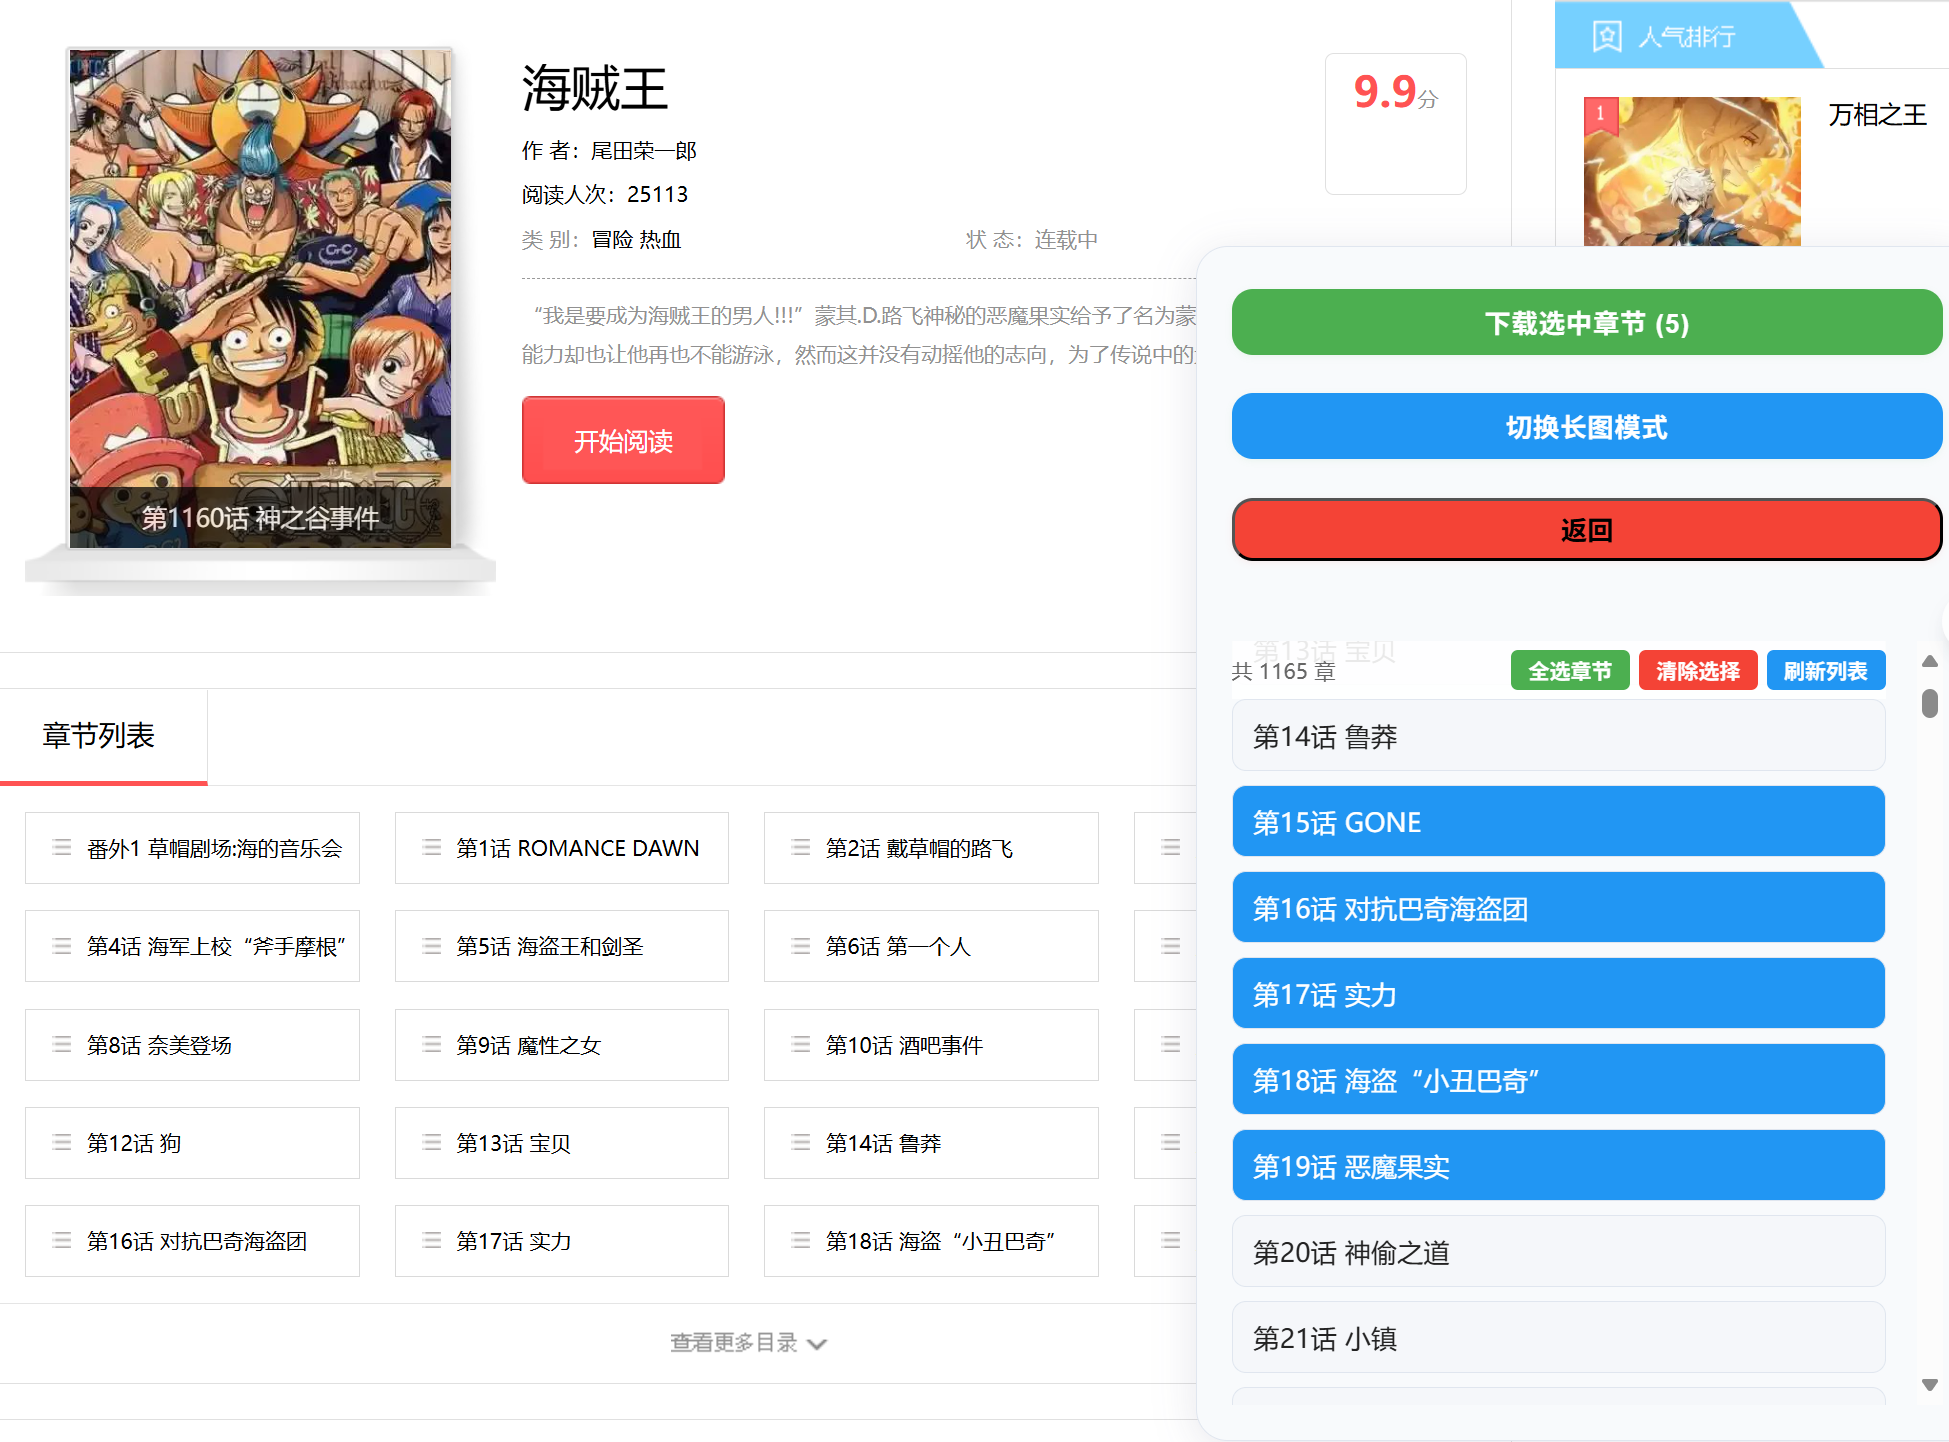 海贼王
作 者：尾田荣一郎
阅读人次：25113
类 别：冒险 热血
状 态：连载中
9.9分
“我是要成为海贼王的男人!!!”蒙其.D.路飞神秘的恶魔果实给予了名为蒙
能力却也让他再也不能游泳，然而这并没有动摇他的志向，为了传说中的
开始阅读
第1160话 神之谷事件
人气排行
1
万相之王
章节列表
番外1 草帽剧场:海的音乐会
第1话 ROMANCE DAWN
第2话 戴草帽的路飞
第4话 海军上校“斧手摩根”
第5话 海盗王和剑圣
第6话 第一个人
第8话 奈美登场
第9话 魔性之女
第10话 酒吧事件
第12话 狗
第13话 宝贝
第14话 鲁莽
第16话 对抗巴奇海盗团
第17话 实力
第18话 海盗“小丑巴奇”
查看更多目录
下载选中章节 (5)
切换长图模式
返回
第13话 宝贝
共 1165 章
全选章节
清除选择
刷新列表
第14话 鲁莽
第15话 GONE
第16话 对抗巴奇海盗团
第17话 实力
第18话 海盗“小丑巴奇”
第19话 恶魔果实
第20话 神偷之道
第21话 小镇